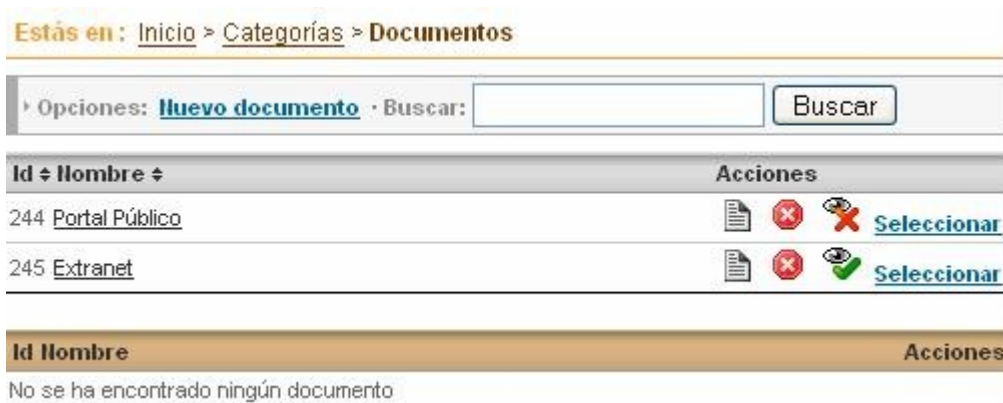 Estás en : Inicio > Categorías > Documentos
Opciones: Nuevo documento · Buscar: Buscar
Id Nombre Acciones
244 Portal Público Seleccionar
245 Extranet Seleccionar
Id Nombre Acciones
No se ha encontrado ningún documento